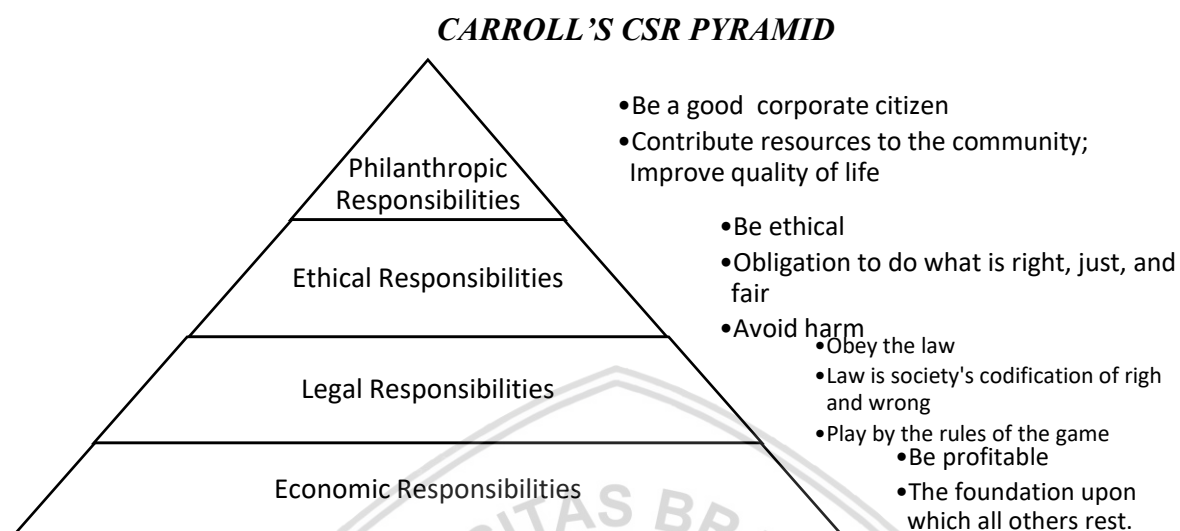 CARROLL’S CSR PYRAMID
•Be a good corporate citizen
•Contribute resources to the community;
Improve quality of life
Philanthropic
Responsibilities
•Be ethical
•Obligation to do what is right, just, and
fair
•Avoid harm
Ethical Responsibilities
•Obey the law
•Law is society's codification of righ
and wrong
•Play by the rules of the game
Legal Responsibilities
•Be profitable
•The foundation upon
which all others rest.
Economic Responsibilities
ITAS BR